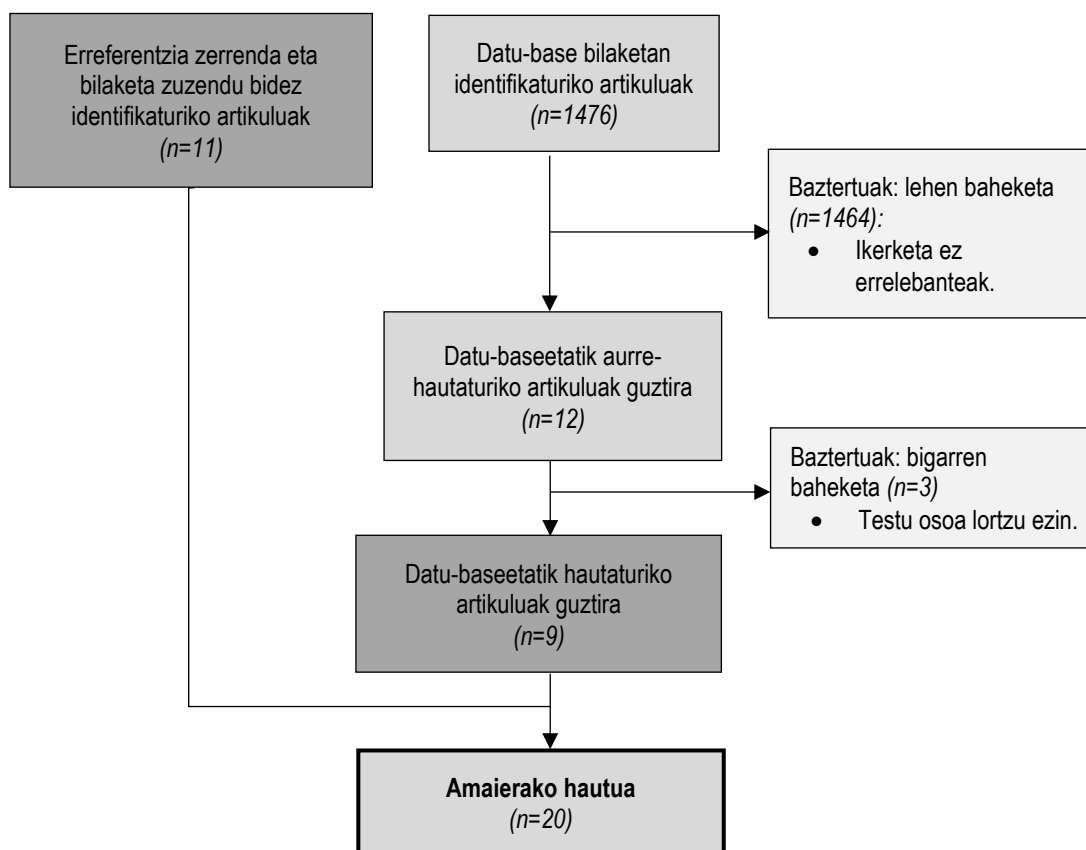 Erreferentzia zerrenda eta
bilaketa zuzendu bidez
identifikaturiko artikuluak
(n=11)
Datu-base bilaketan
identifikaturiko artikuluak
(n=1476)
Baztertuak: lehen baheketa
(n=1464):
• Ikerketa ez
errelebanteak.
Datu-baseetatik aurre-
hautaturiko artikuluak guztira
(n=12)
Baztertuak: bigarren
baheketa (n=3)
• Testu osoa lortzu ezin.
Datu-baseetatik hautaturiko
artikuluak guztira
(n=9)
Amaierako hautua
(n=20)